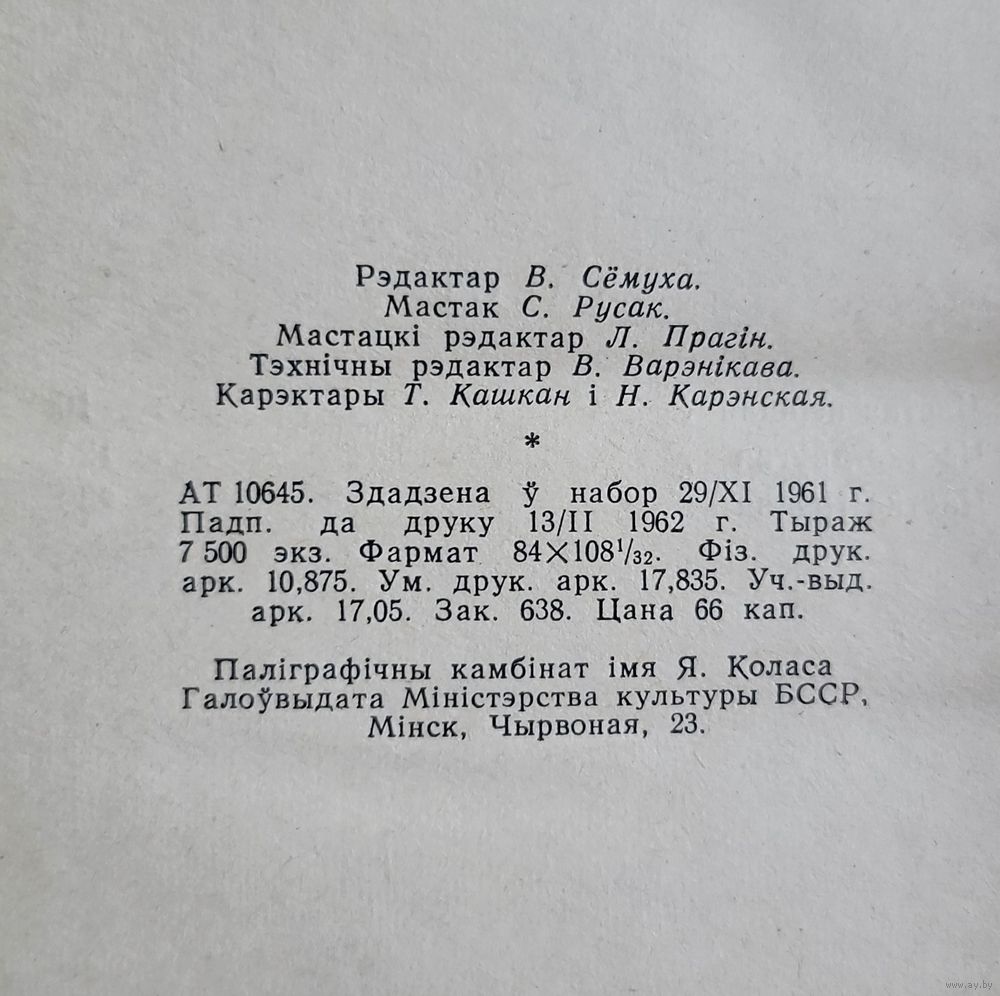 Рэдактар В. Сёмуха.
Мастак С. Русак.
Мастацкі рэдактар Л. Прагін.
Тэхнічны рэдактар В. Варэнікава.
Карэктары Т. Кашкан і Н. Карэнская.
*
АТ 10645. Здадзена ў набор 29/XI 1961 г.
Падп. да друку 13/II 1962 г. Тыраж
7 500 экз. Фармат 84×108¹/₃₂. Фіз. друк.
арк. 10,875. Ум. друк. арк. 17,835. Уч.-выд.
арк. 17,05. Зак. 638. Цана 66 кап.
Паліграфічны камбінат імя Я. Коласа
Галоўвыдата Міністэрства культуры БССР,
Мінск, Чырвоная, 23.
www.ay.by